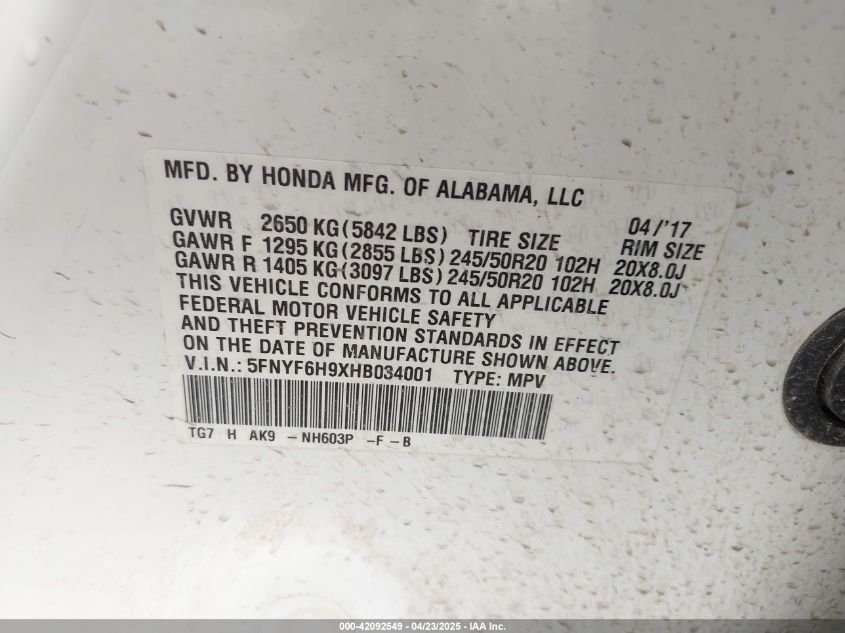 MFD. BY HONDA MFG. OF ALABAMA, LLC 04/'17
GVWR 2650 KG (5842 LBS) TIRE SIZE RIM SIZE
GAWR F 1295 KG (2855 LBS) 245/50R20 102H 20X8.0J
GAWR R 1405 KG (3097 LBS) 245/50R20 102H 20X8.0J
THIS VEHICLE CONFORMS TO ALL APPLICABLE
FEDERAL MOTOR VEHICLE SAFETY
AND THEFT PREVENTION STANDARDS IN EFFECT
ON THE DATE OF MANUFACTURE SHOWN ABOVE.
V.I.N.: 5FNYF6H9XHB034001 TYPE: MPV
TG7 H AK9 -NH603P -F-B
000-42092549 - 04/23/2025 - IAA Inc.